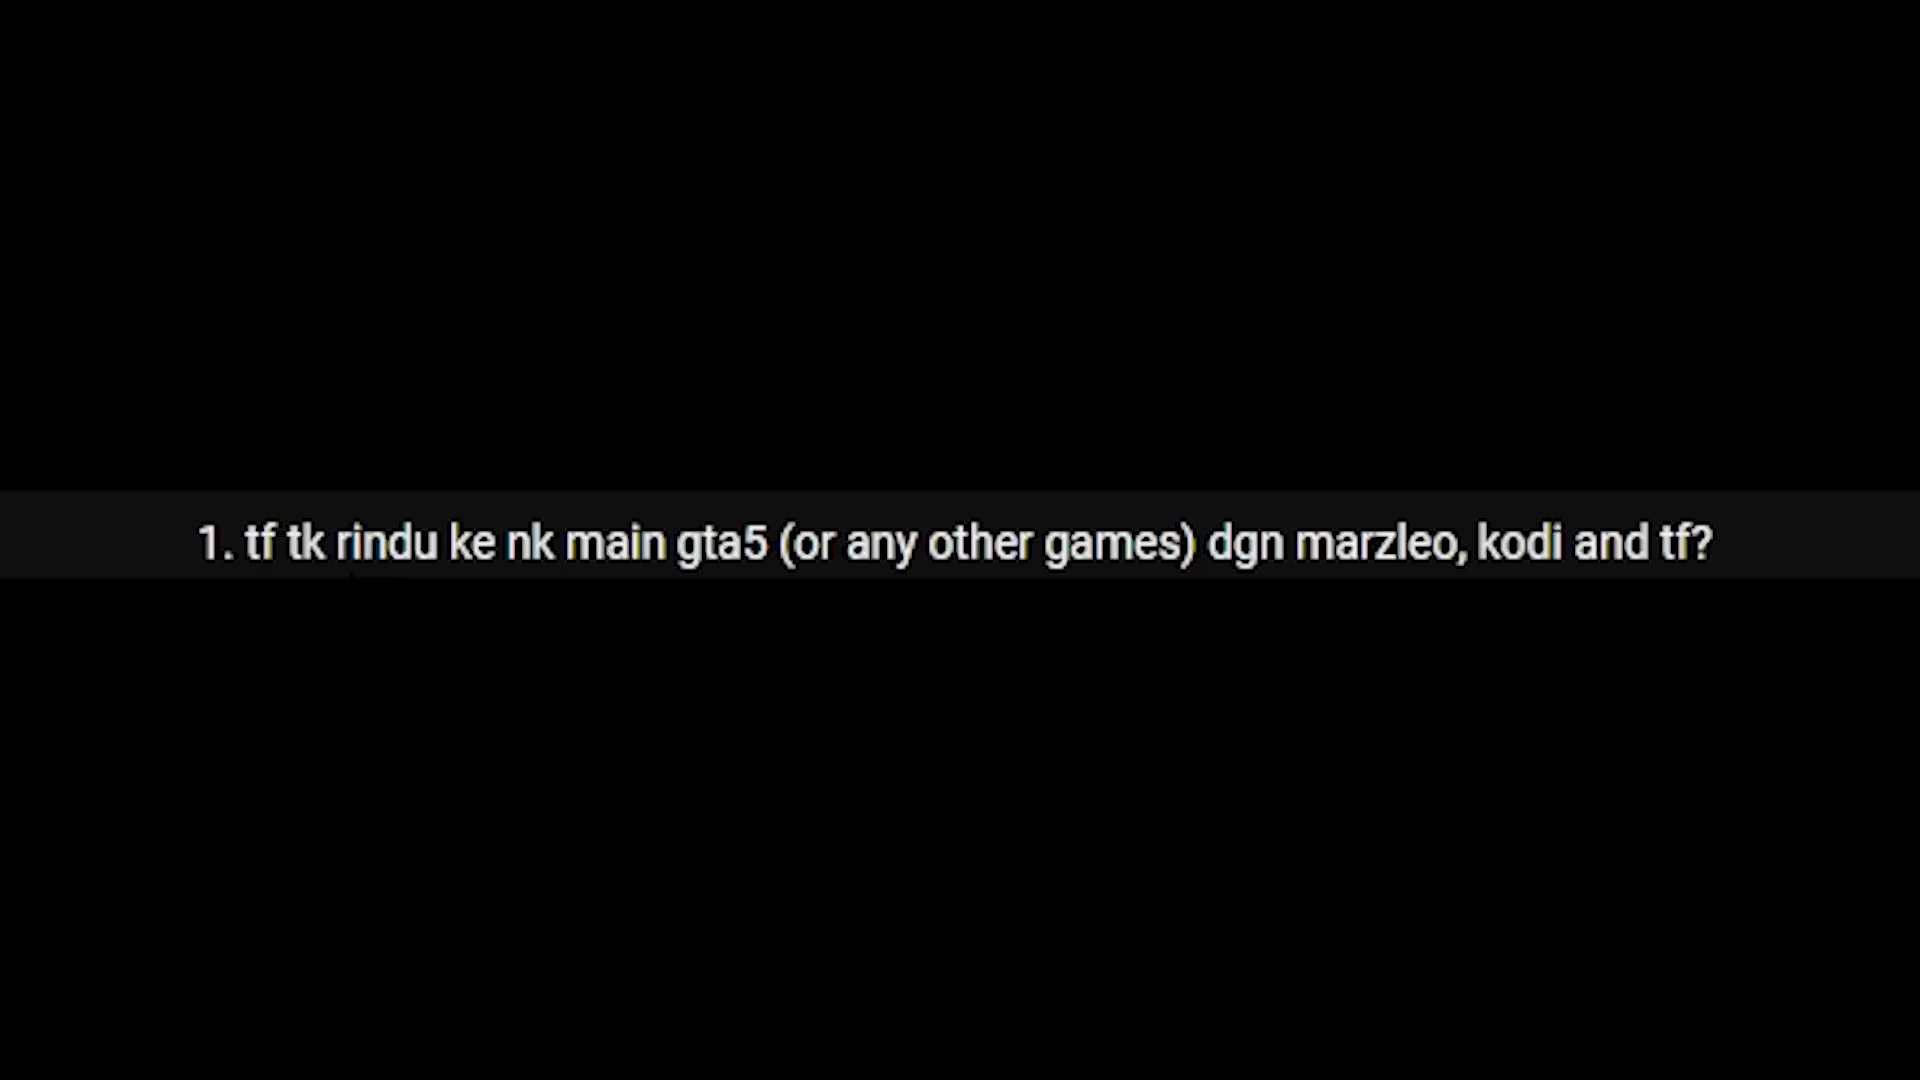 1. tf tk rindu ke nk main gta5 (or any other games) dgn marzleo, kodi and tf?